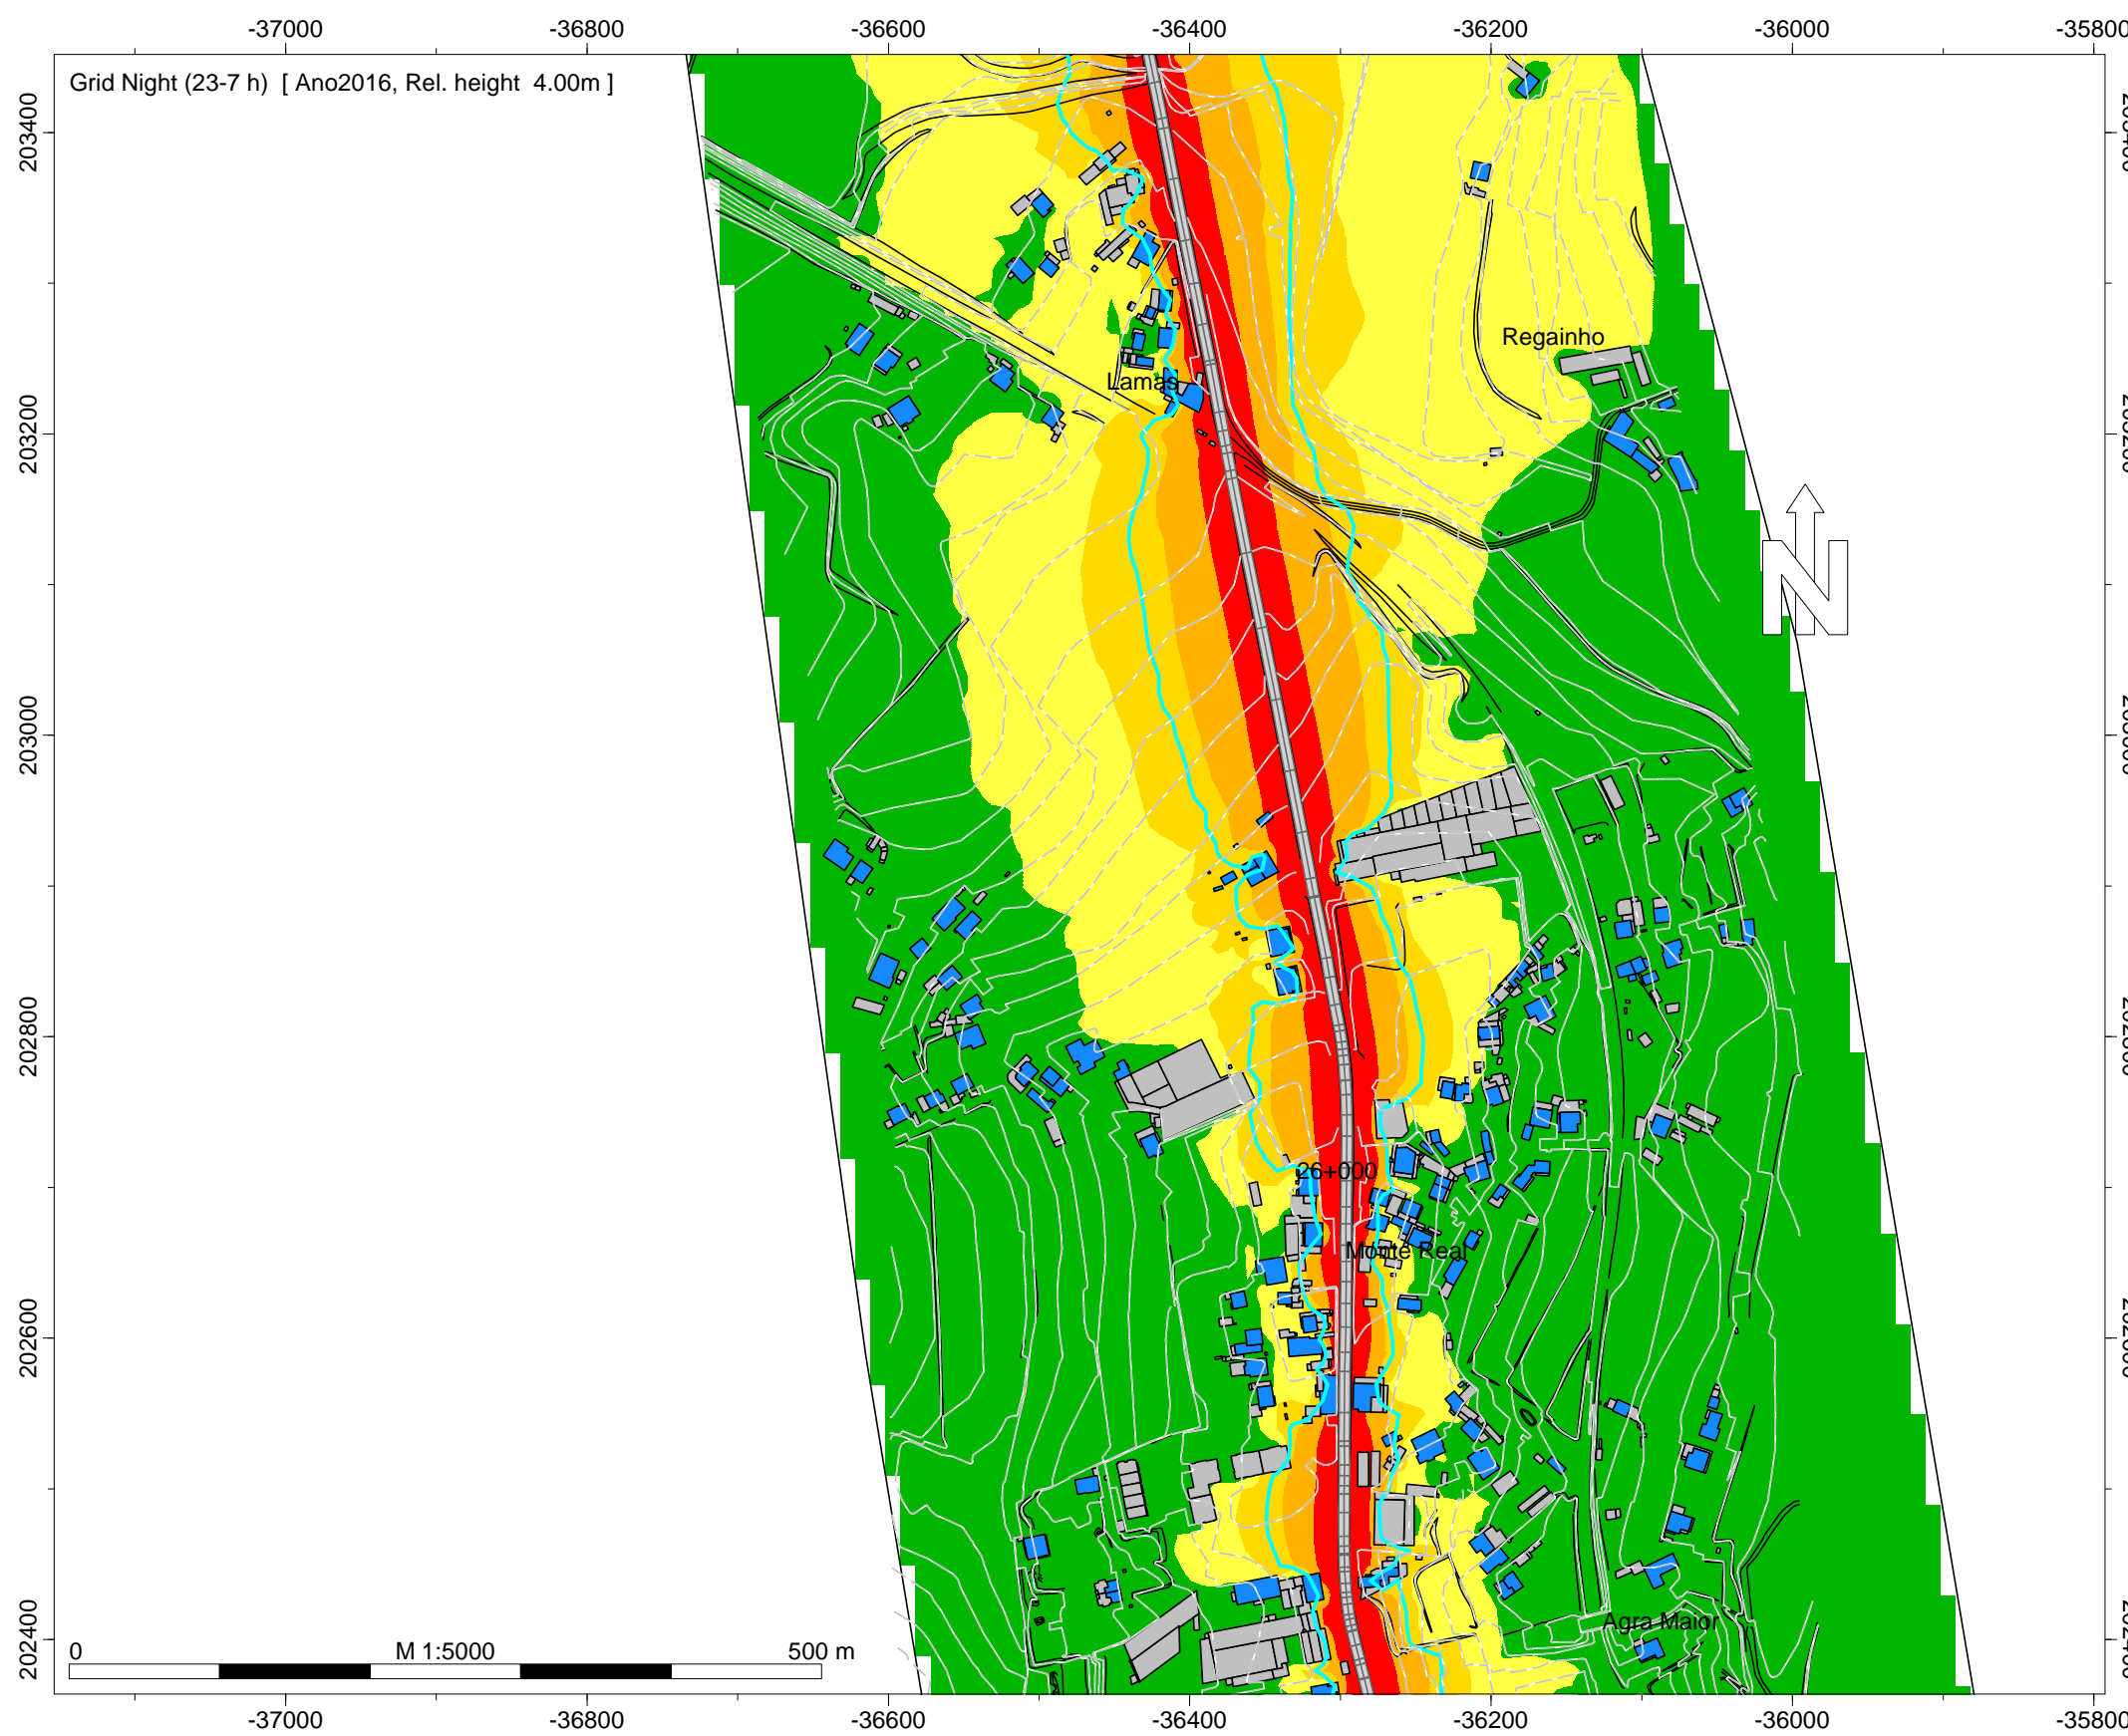 -37000 -36800 -36600 -36400 -36200 -36000 -35800
Grid Night (23-7 h) [ Ano2016, Rel. height 4.00m ]
203400
203200
203000
202800
202600
202400
Regainho
Lamas
N
26+000
Monte Real
Agra Maior
0 M 1:5000 500 m
-37000 -36800 -36600 -36400 -36200 -36000 -35800